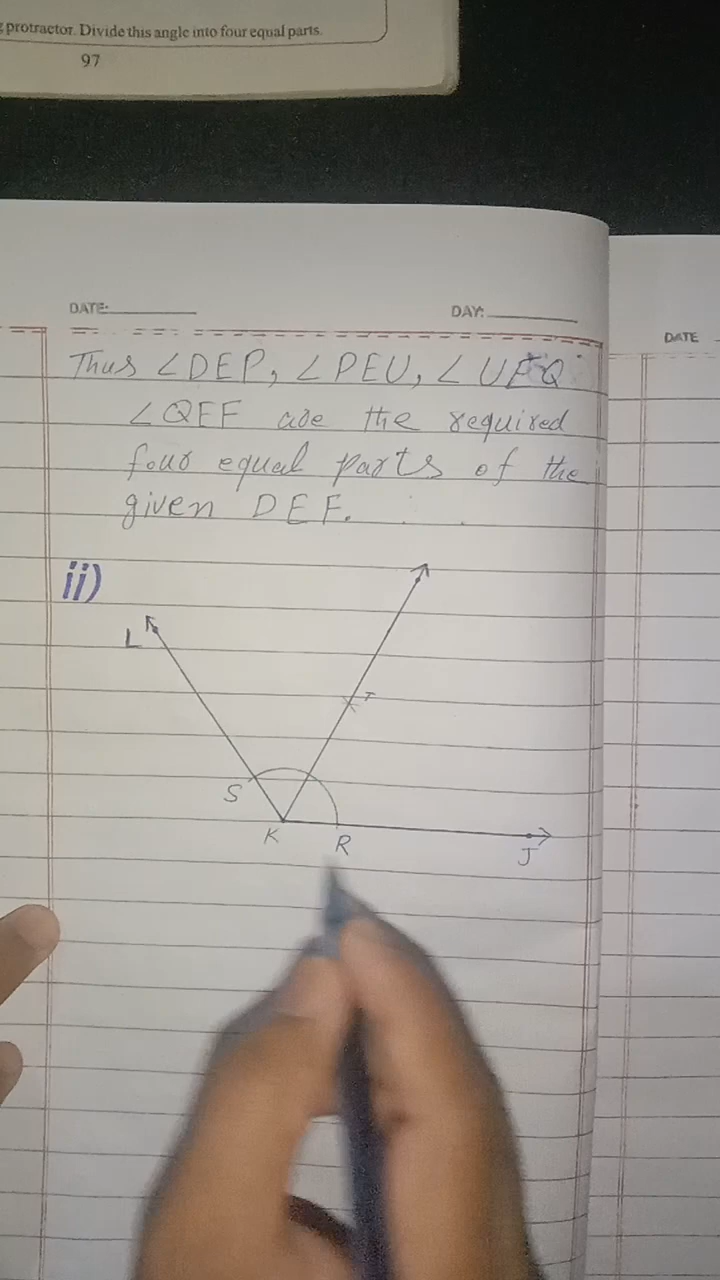 protractor. Divide this angle into four equal parts.
97
DATE:
DAY:
DATE
Thus ∠DEP, ∠PEU, ∠UEQ
∠QEF are the required
four equal parts of the
given DEF.
ii)
L
T
S
K
R
J